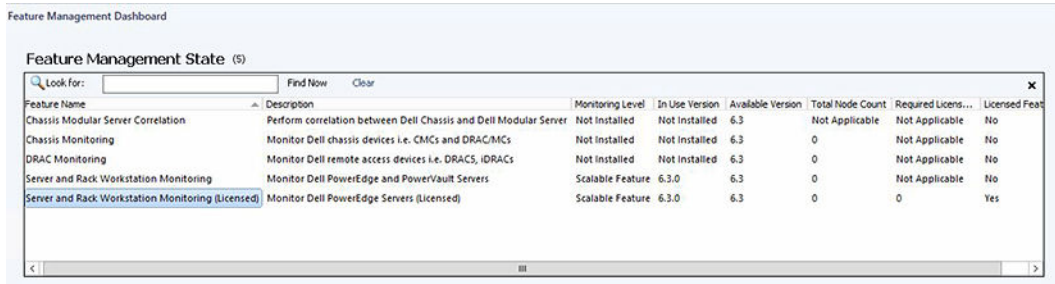 Feature Management Dashboard
Feature Management State (5)
Look for: Find Now Clear
Feature Name Description Monitoring Level In Use Version Available Version Total Node Count Required Licens... Licensed Feat
Chassis Modular Server Correlation Perform correlation between Dell Chassis and Dell Modular Server Not Installed Not Installed 6.3 Not Applicable Not Applicable No
Chassis Monitoring Monitor Dell chassis devices i.e. CMCs and DRAC/MCs Not Installed Not Installed 6.3 0 Not Applicable No
DRAC Monitoring Monitor Dell remote access devices i.e. DRAC5, iDRACs Not Installed Not Installed 6.3 0 Not Applicable No
Server and Rack Workstation Monitoring Monitor Dell PowerEdge and PowerVault Servers Scalable Feature 6.3.0 6.3 0 Not Applicable No
Server and Rack Workstation Monitoring (Licensed) Monitor Dell PowerEdge Servers (Licensed) Scalable Feature 6.3.0 6.3 0 0 Yes